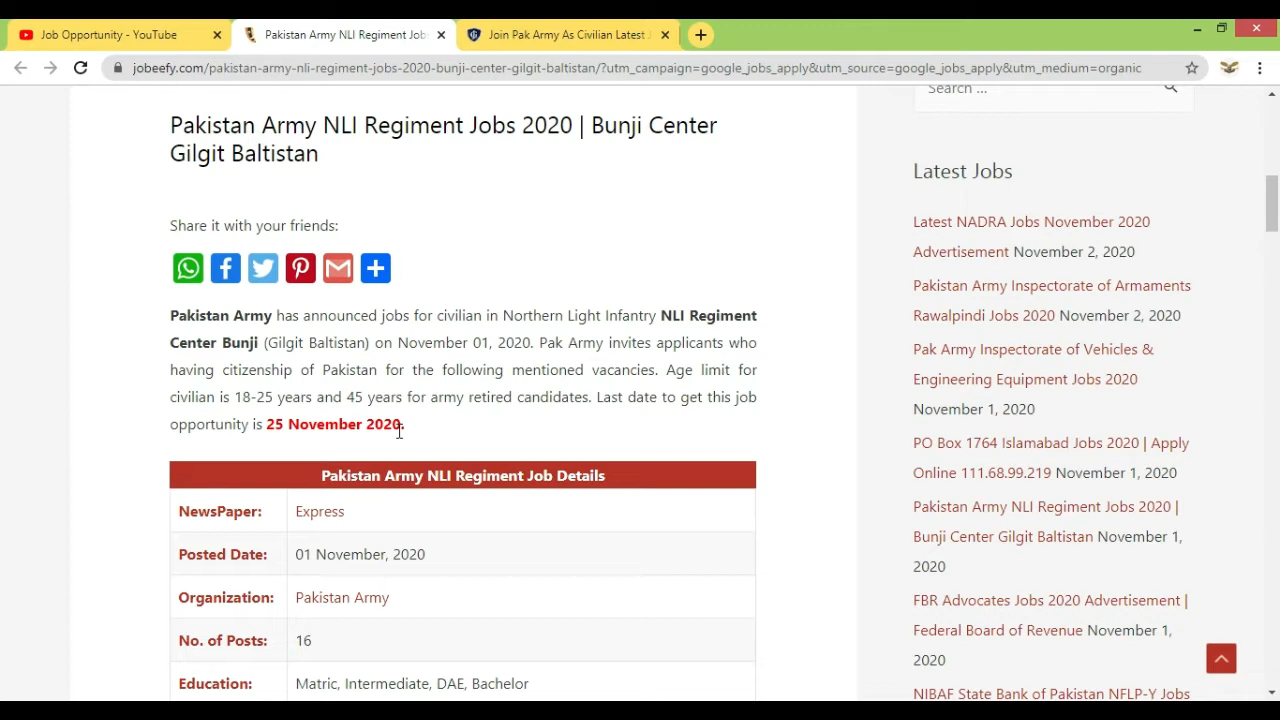 Job Opportunity - YouTube
Pakistan Army NLI Regiment Job
Join Pak Army As Civilian Latest
jobeefy.com/pakistan-army-nli-regiment-jobs-2020-bunji-center-gilgit-baltistan/?utm_campaign=google_jobs_apply&utm_source=google_jobs_apply&utm_medium=organic
Pakistan Army NLI Regiment Jobs 2020 | Bunji Center
Gilgit Baltistan
Share it with your friends:
Pakistan Army has announced jobs for civilian in Northern Light Infantry NLI Regiment
Center Bunji (Gilgit Baltistan) on November 01, 2020. Pak Army invites applicants who
having citizenship of Pakistan for the following mentioned vacancies. Age limit for
civilian is 18-25 years and 45 years for army retired candidates. Last date to get this job
opportunity is 25 November 2020.
Pakistan Army NLI Regiment Job Details
NewsPaper: Express
Posted Date: 01 November, 2020
Organization: Pakistan Army
No. of Posts: 16
Education: Matric, Intermediate, DAE, Bachelor
Search ...
Latest Jobs
Latest NADRA Jobs November 2020
Advertisement November 2, 2020
Pakistan Army Inspectorate of Armaments
Rawalpindi Jobs 2020 November 2, 2020
Pak Army Inspectorate of Vehicles &
Engineering Equipment Jobs 2020
November 1, 2020
PO Box 1764 Islamabad Jobs 2020 | Apply
Online 111.68.99.219 November 1, 2020
Pakistan Army NLI Regiment Jobs 2020 |
Bunji Center Gilgit Baltistan November 1,
2020
FBR Advocates Jobs 2020 Advertisement |
Federal Board of Revenue November 1,
2020
NIBAF State Bank of Pakistan NFLP-Y Jobs